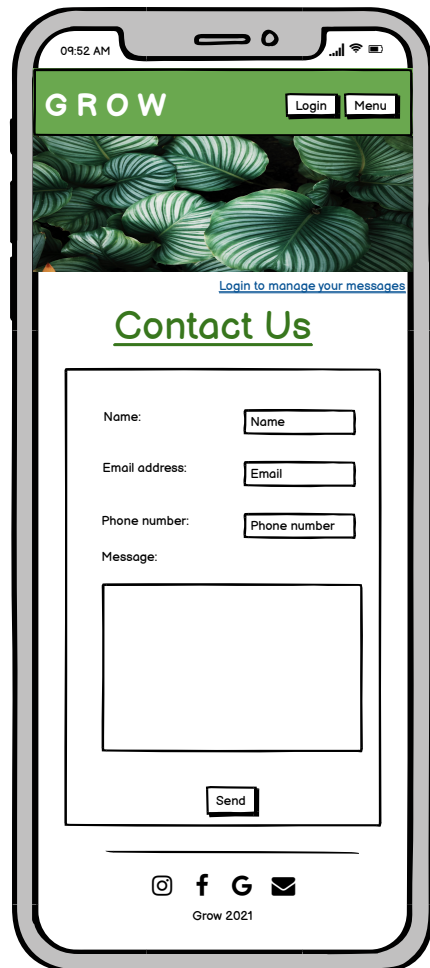 09:52 AM
GROW
Login
Menu
Login to manage your messages
Contact Us
Name:
Name
Email address:
Email
Phone number:
Phone number
Message:
Send
Grow 2021